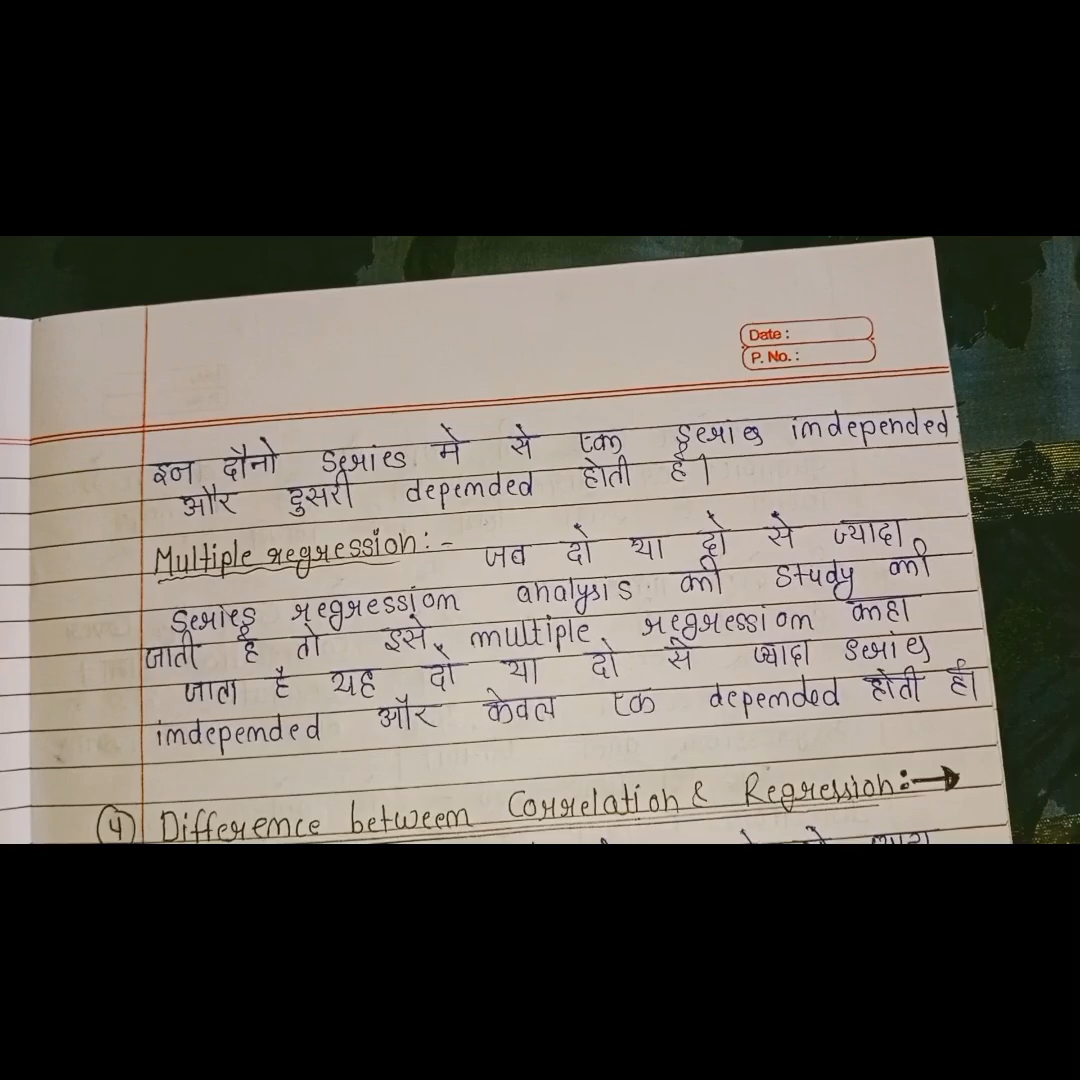 Date :
P. No. :
इन दौनो series में से एक series independed
और दुसरी depended होती है।
Multiple regression :- जब दो या दो से ज्यादा
series regression analysis की study की
जाती है तो इसे multiple regression कहा
जाता है यह दो या दो से ज्यादा series
independed और केवल एक depended होती है।
4 Difference between Correlation & Regression :→